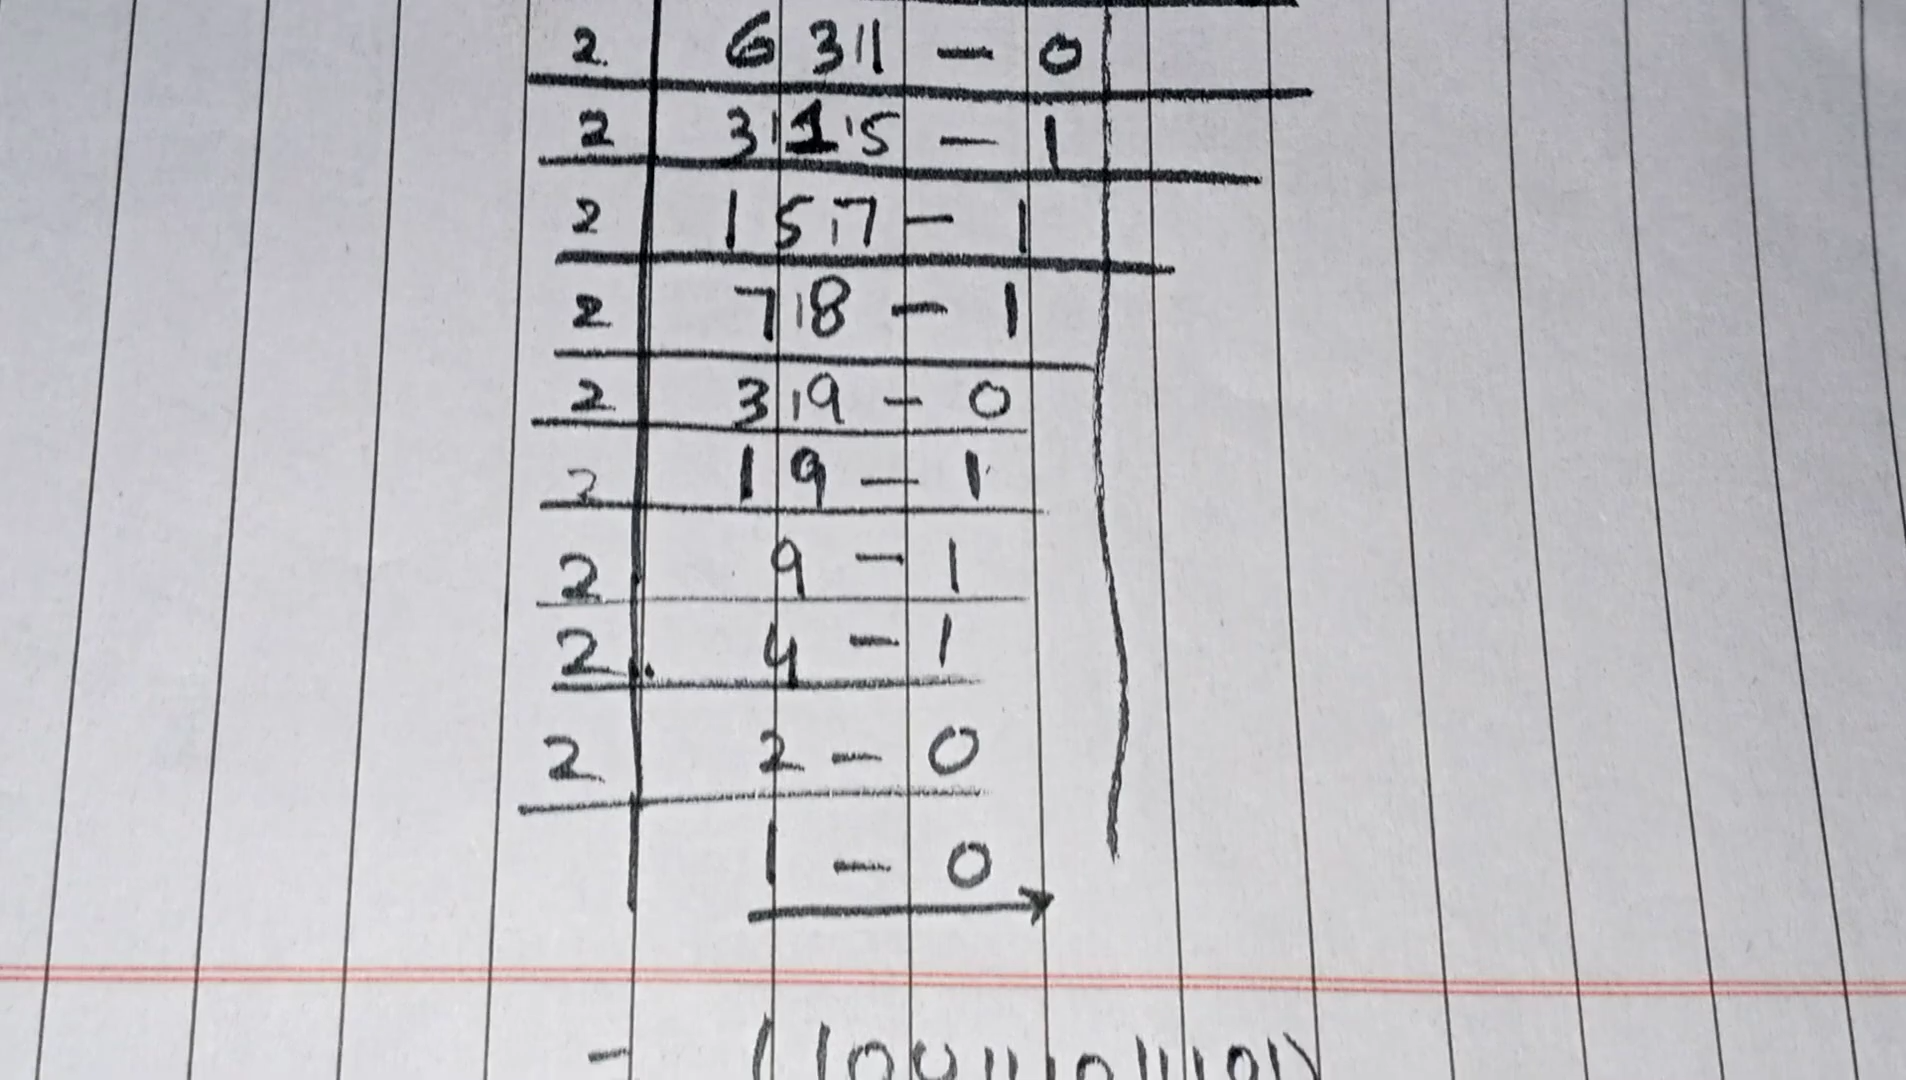 2 631 - 0
2 315 - 1
2 157 - 1
2 78 - 1
2 39 - 0
2 19 - 1
2 9 - 1
2 4 - 1
2 2 - 0
1 - 0